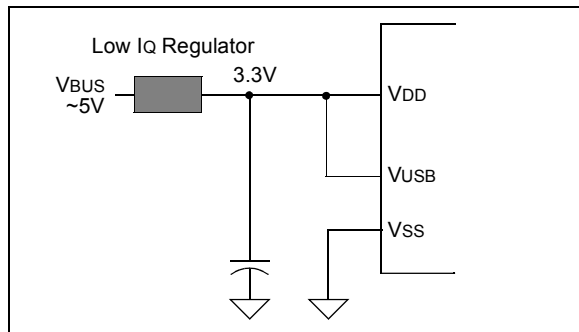 Low IQ Regulator
3.3V
VBUS
~5V
VDD
VUSB
VSS